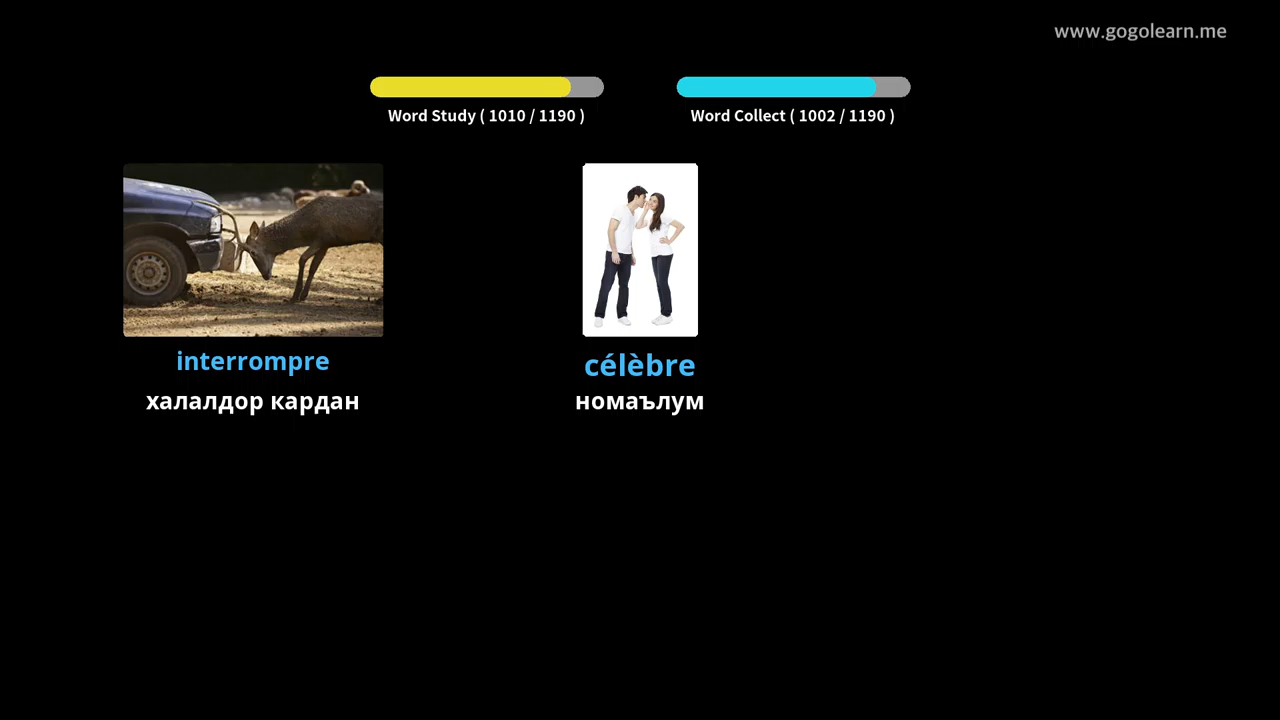 www.gogolearn.me
Word Study ( 1010 / 1190 )
Word Collect ( 1002 / 1190 )
interrompre
célèbre
халалдор кардан
номаълум